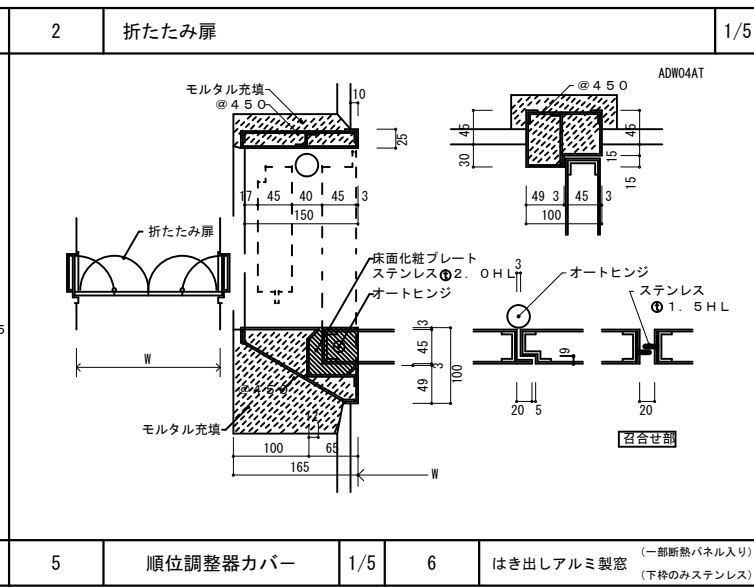 2 折たたみ扉 1/5
ADW04AT
モルタル充填
@450
10
25
17 45 40 45 3
150
折たたみ扉
W
床面化粧プレート
ステンレス 2.0HL
オートヒンジ
3
45
3
49
100
@450
12
モルタル充填
100 65
165
W
@450
45
30
45
15
15
49 3 45 3
100
3
オートヒンジ
ステンレス
1.5HL
19
20 5
20
召合せ部
5
5 順位調整器カバー 1/5 6 はき出しアルミ製窓 (一部断熱パネル入り)
(下枠のみステンレス)